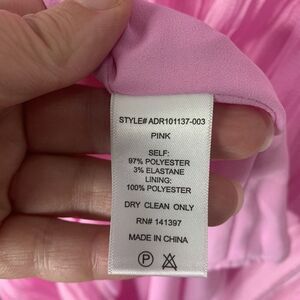 STYLE# ADR101137-003
PINK
SELF:
97% POLYESTER
3% ELASTANE
LINING:
100% POLYESTER
DRY CLEAN ONLY
RN# 141397
MADE IN CHINA
P